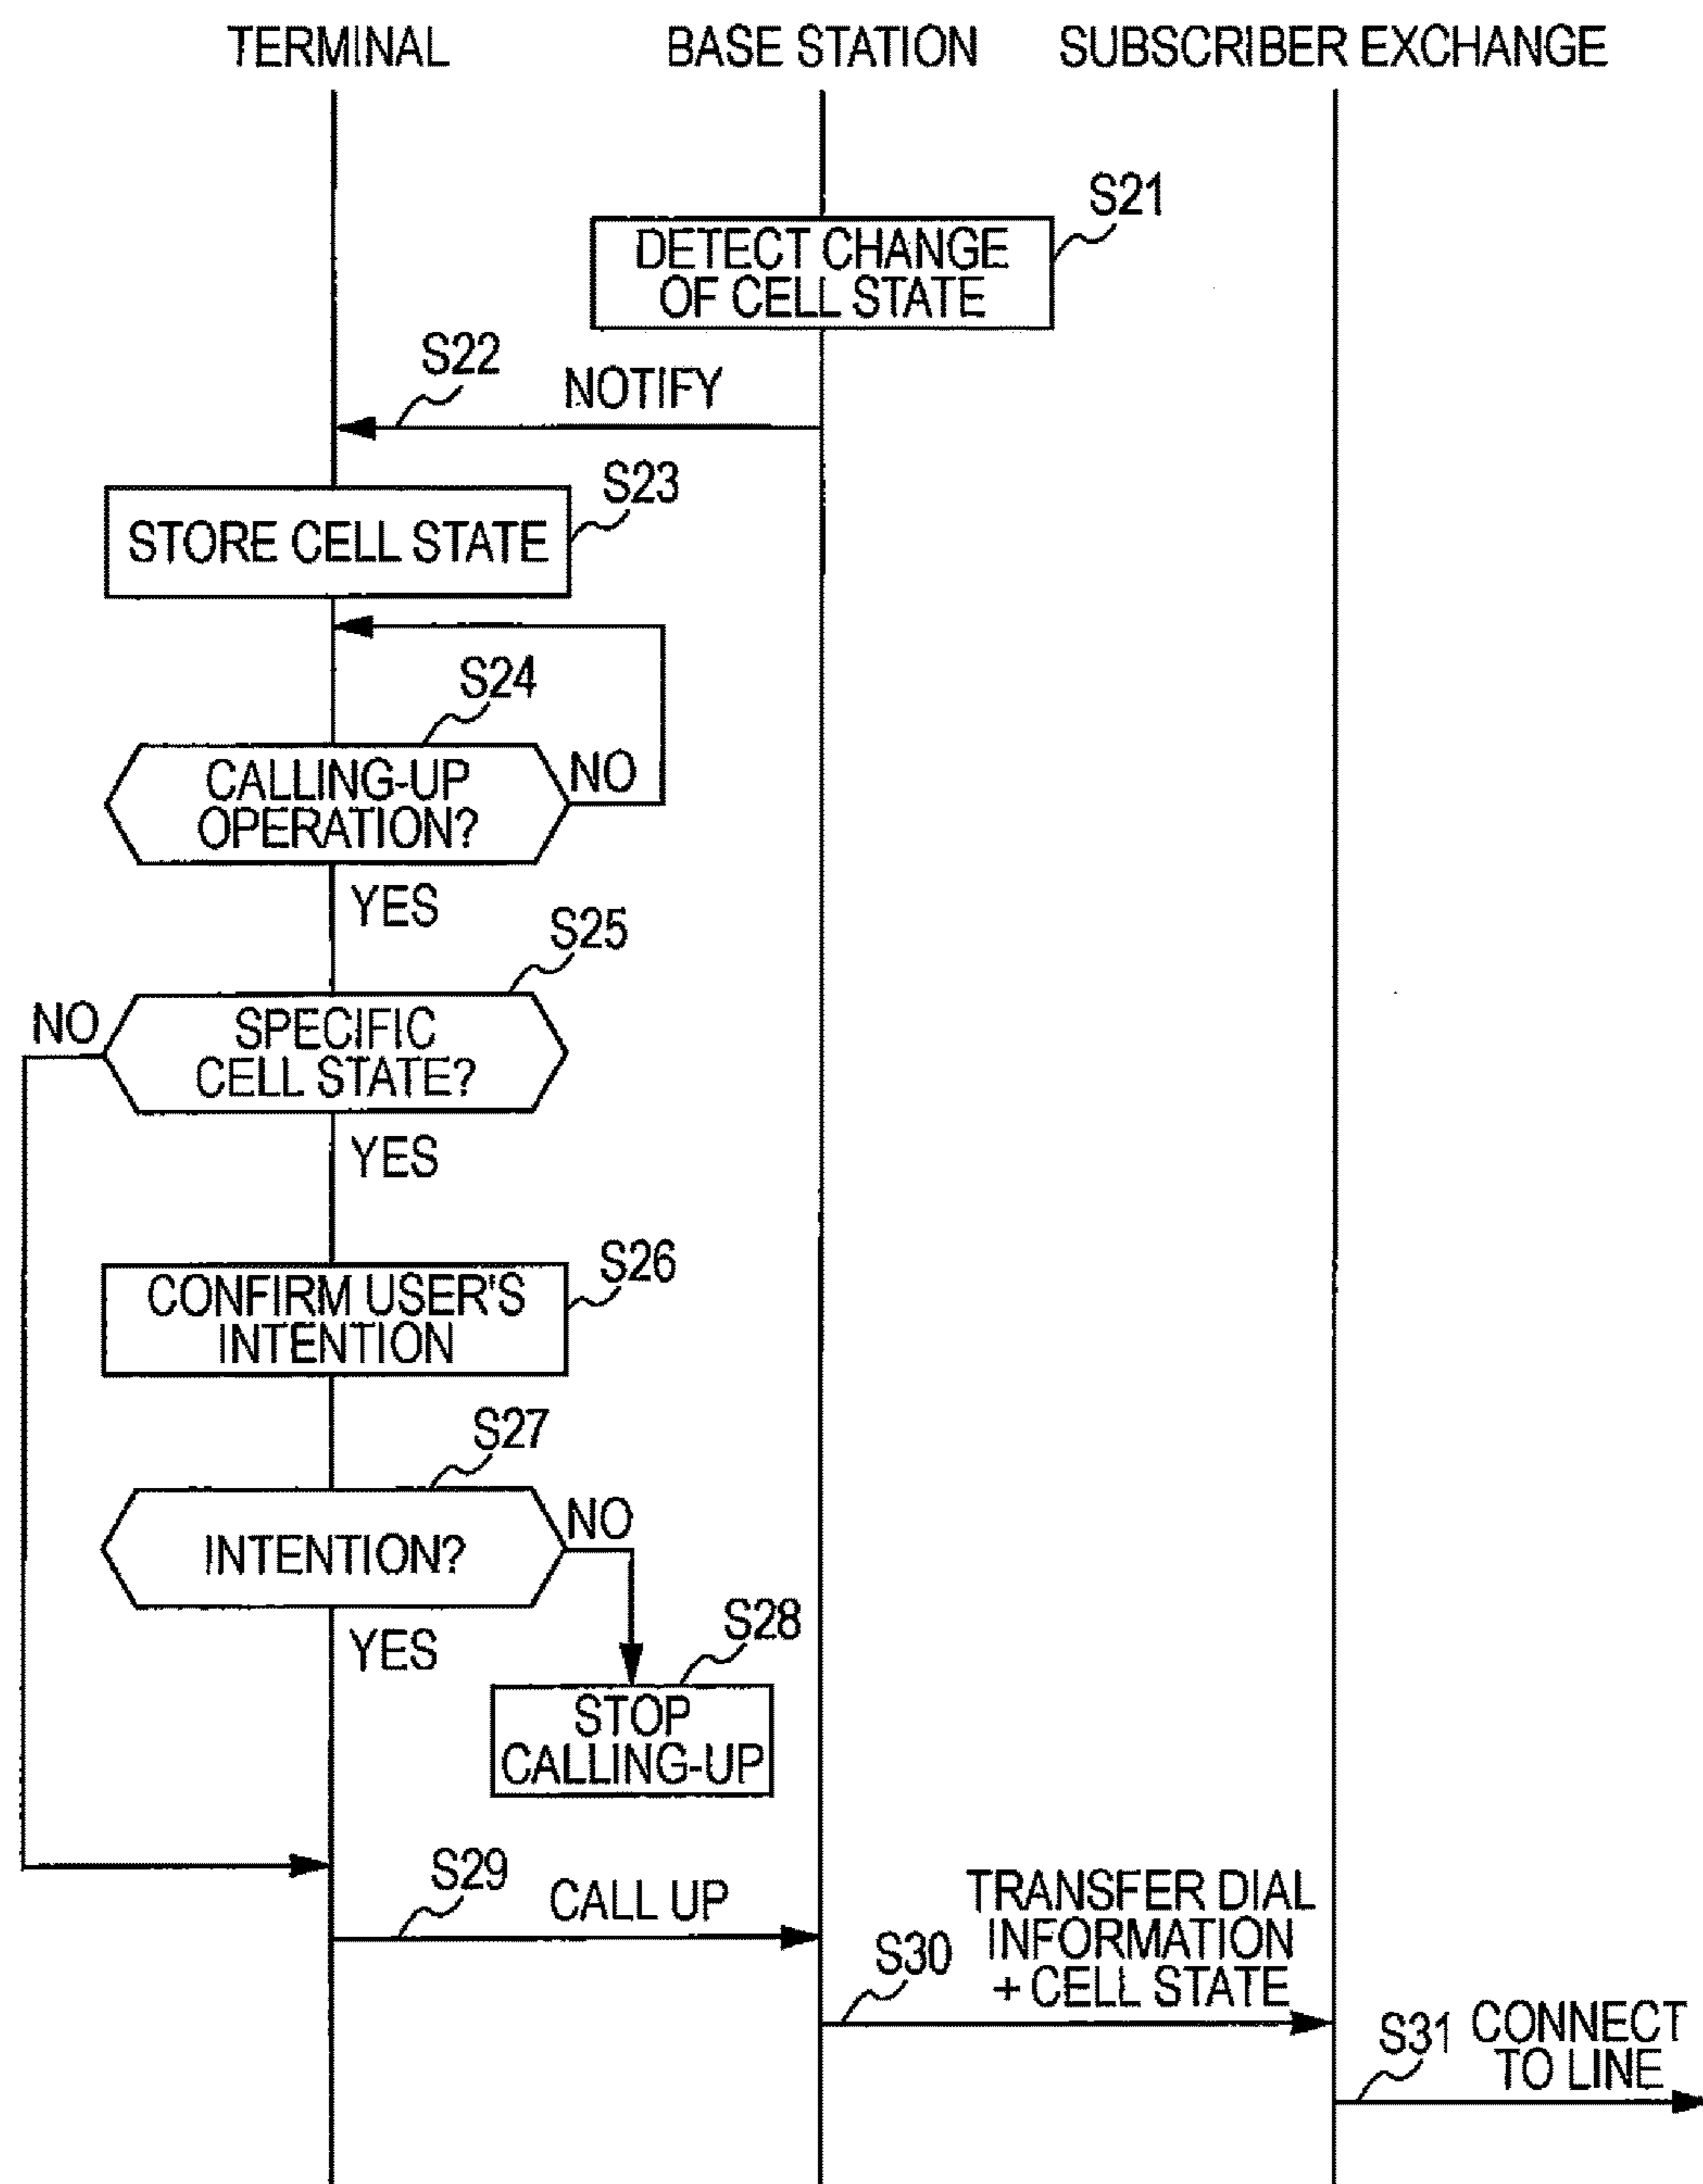 TERMINAL
BASE STATION
SUBSCRIBER EXCHANGE
S21
DETECT CHANGE
OF CELL STATE
S22
NOTIFY
S23
STORE CELL STATE
S24
CALLING-UP
OPERATION?
NO
YES
S25
NO
SPECIFIC
CELL STATE?
YES
S26
CONFIRM USER'S
INTENTION
S27
INTENTION?
NO
YES
S28
STOP
CALLING-UP
S29
CALL UP
S30
TRANSFER DIAL
INFORMATION
+ CELL STATE
S31
CONNECT
TO LINE